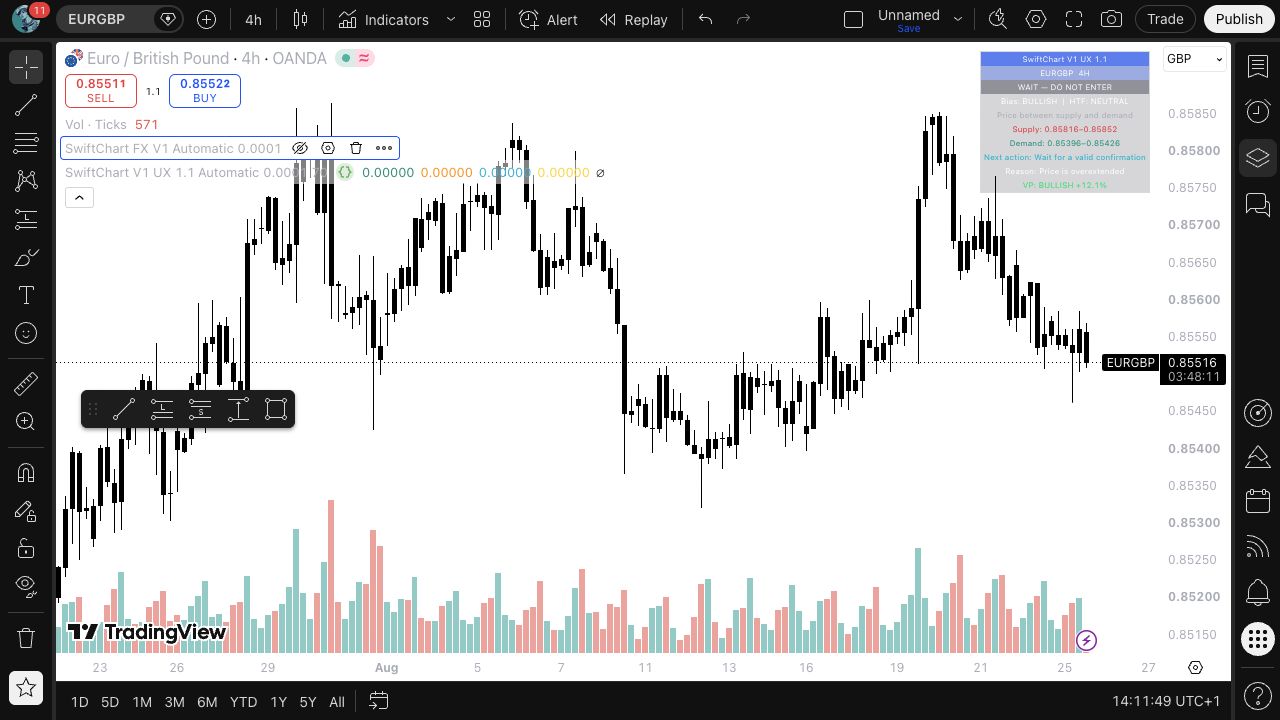 11
EURGBP
4h
Indicators
Alert
Replay
Unnamed
Save
Trade
Publish
Euro / British Pound · 4h · OANDA
0.85511
SELL
1.1
0.85522
BUY
Vol · Ticks 571
SwiftChart FX V1 Automatic 0.0001
SwiftChart V1 UX 1.1 Automatic 0.0001 0.00000 0.00000 0.00000 0.00000 ∅
SwiftChart V1 UX 1.1
EURGBP 4H
WAIT — DO NOT ENTER
Bias: BULLISH | HTF: NEUTRAL
Price between supply and demand
Supply: 0.85816–0.85852
Demand: 0.85396–0.85426
Next action: Wait for a valid confirmation
Reason: Price is overextended
VP: BULLISH +12.1%
GBP
0.85850
0.85800
0.85750
0.85700
0.85650
0.85600
0.85550
EURGBP 0.85516
03:48:11
0.85450
0.85400
0.85350
0.85300
0.85250
0.85200
0.85150
L
S
TradingView
23 26 29 Aug 5 7 11 13 16 19 21 25 27
1D 5D 1M 3M 6M YTD 1Y 5Y All
14:11:49 UTC+1